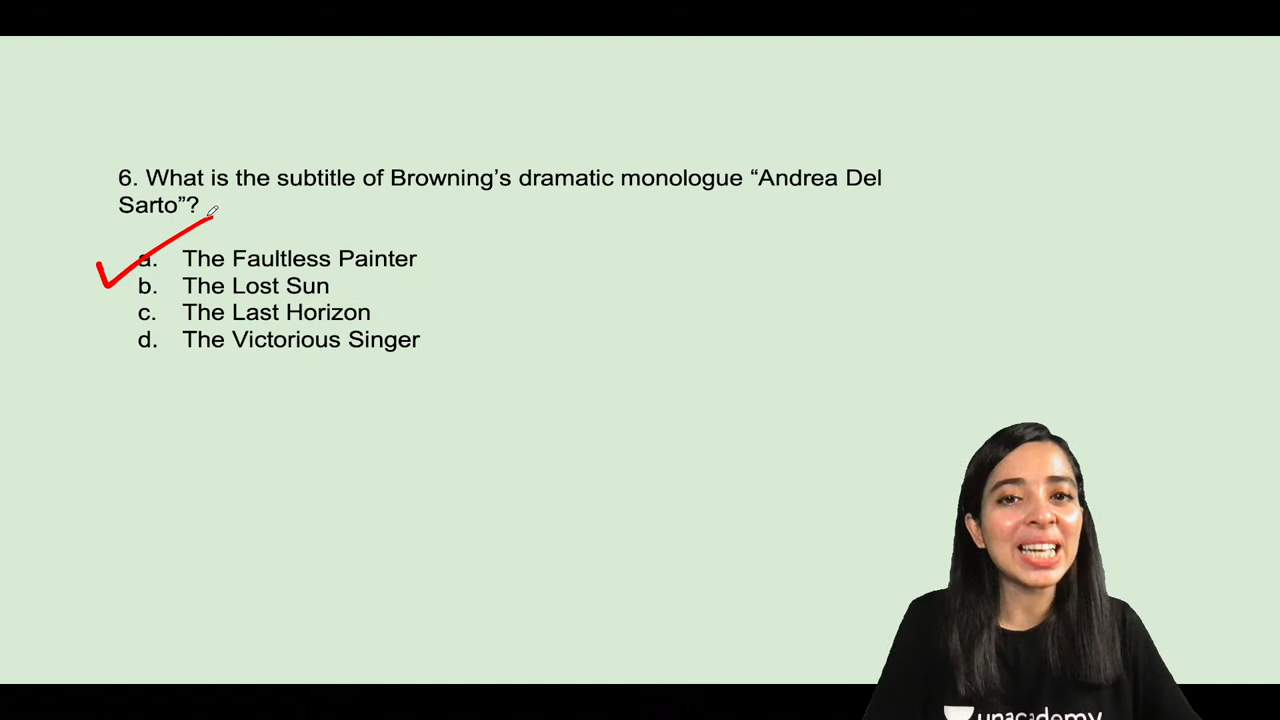 6. What is the subtitle of Browning’s dramatic monologue “Andrea Del
Sarto”?
a. The Faultless Painter
b. The Lost Sun
c. The Last Horizon
d. The Victorious Singer
unacademy